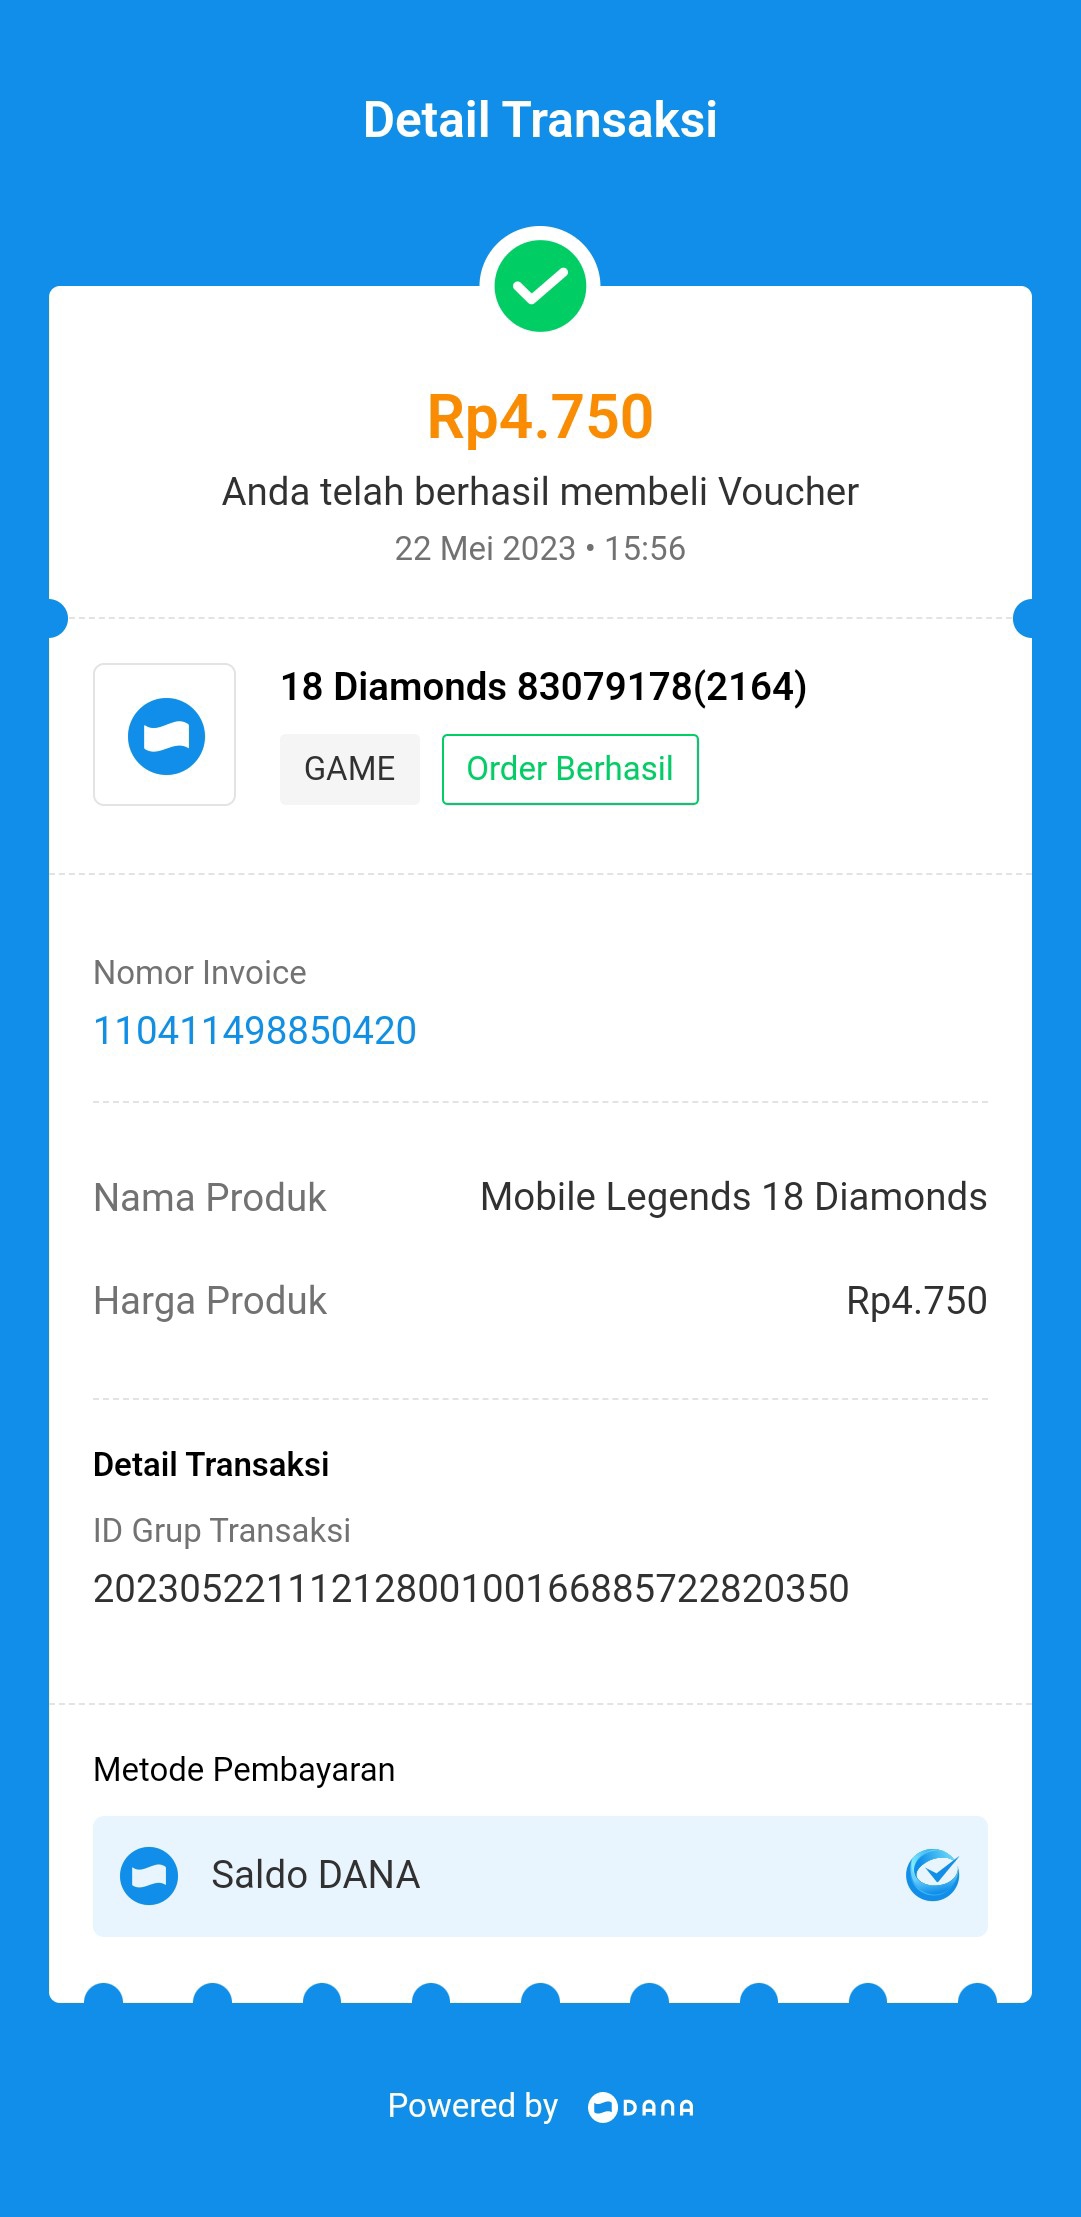 Detail Transaksi
Rp4.750
Anda telah berhasil membeli Voucher
22 Mei 2023 • 15:56
18 Diamonds 83079178(2164)
GAME Order Berhasil
Nomor Invoice
110411498850420
Nama Produk Mobile Legends 18 Diamonds
Harga Produk Rp4.750
Detail Transaksi
ID Grup Transaksi
20230522111212800100166885722820350
Metode Pembayaran
Saldo DANA
Powered by DANA